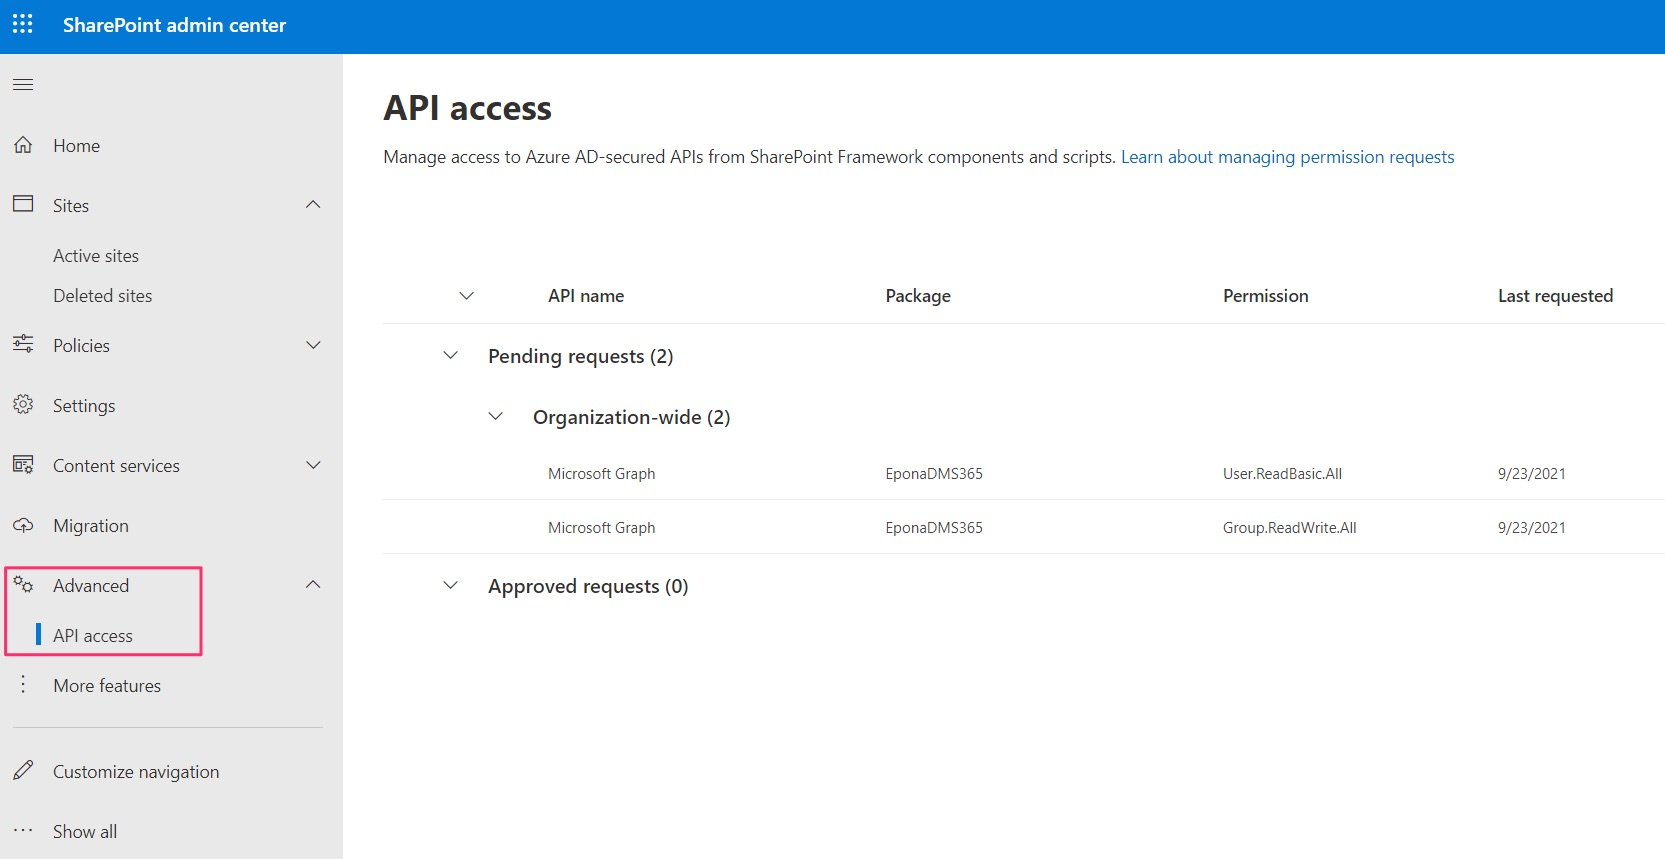 SharePoint admin center
Home
Sites
Active sites
Deleted sites
Policies
Settings
Content services
Migration
Advanced
API access
More features
Customize navigation
Show all
API access
Manage access to Azure AD-secured APIs from SharePoint Framework components and scripts. Learn about managing permission requests
API name Package Permission Last requested
Pending requests (2)
Organization-wide (2)
Microsoft Graph EponaDMS365 User.ReadBasic.All 9/23/2021
Microsoft Graph EponaDMS365 Group.ReadWrite.All 9/23/2021
Approved requests (0)